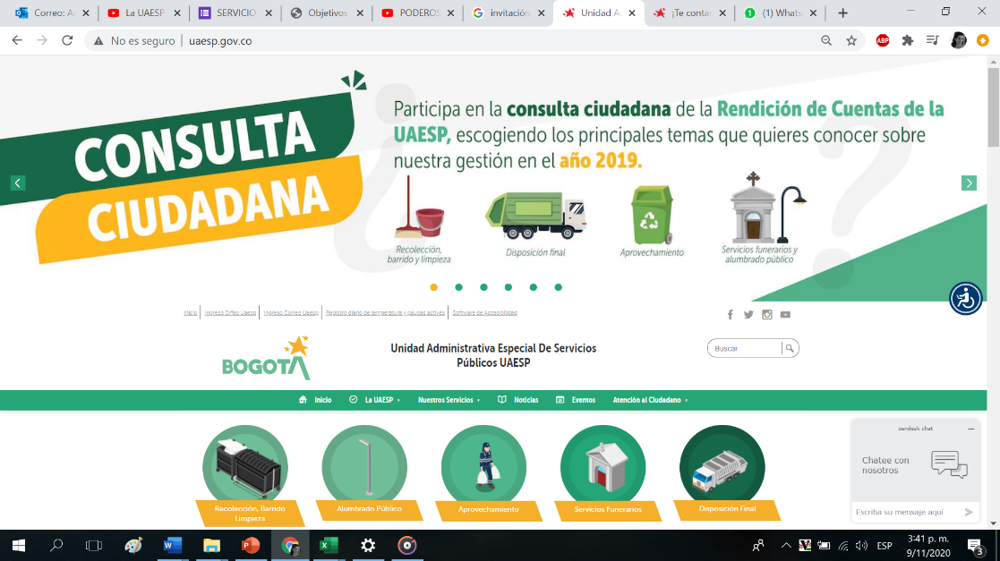 Correo: A
La UAESP
SERVICIO
Objetivos
PODEROS
invitación
Unidad A
¡Te conta
(1) Whats
No es seguro
uaesp.gov.co
ABP
CONSULTA
CIUDADANA
Participa en la consulta ciudadana de la Rendición de Cuentas de la
UAESP, escogiendo los principales temas que quieres conocer sobre
nuestra gestión en el año 2019.
Recolección,
barrido y limpieza
Disposición final
Aprovechamiento
Servicios funerarios y
alumbrado público
Inicio
Ingreso Orfeo Uaesp
Ingreso Correo Uaesp
Registro diario de temperatura y pausas activas
Software de Accesibilidad
BOGOTA
Unidad Administrativa Especial De Servicios
Públicos UAESP
Buscar
Inicio
La UAESP
Nuestros Servicios
Noticias
Eventos
Atención al Ciudadano
Recolección, Barrido
Limpieza
Alumbrado Público
Aprovechamiento
Servicios Funerarios
Disposición Final
zendesk chat
Chatee con
nosotros
Escriba su mensaje aquí
ESP
3:41 p. m.
9/11/2020
3